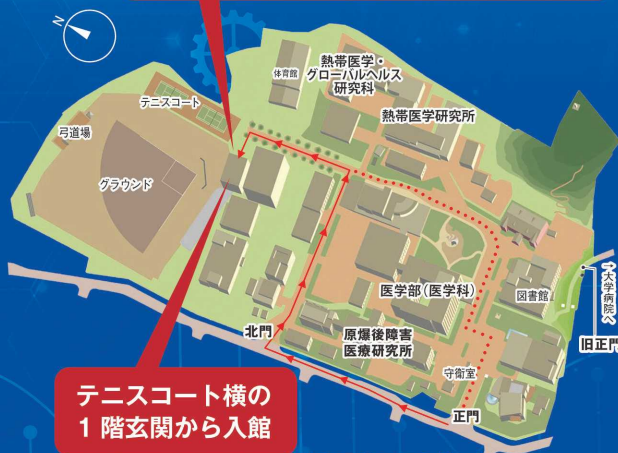 N
体育館
熱帯医学・
グローバルヘルス
研究科
テニスコート
熱帯医学研究所
弓道場
グラウンド
医学部(医学科)
図書館
→大学病院へ
旧正門
北門
原爆後障害
医療研究所
守衛室
正門
テニスコート横の
1階玄関から入館